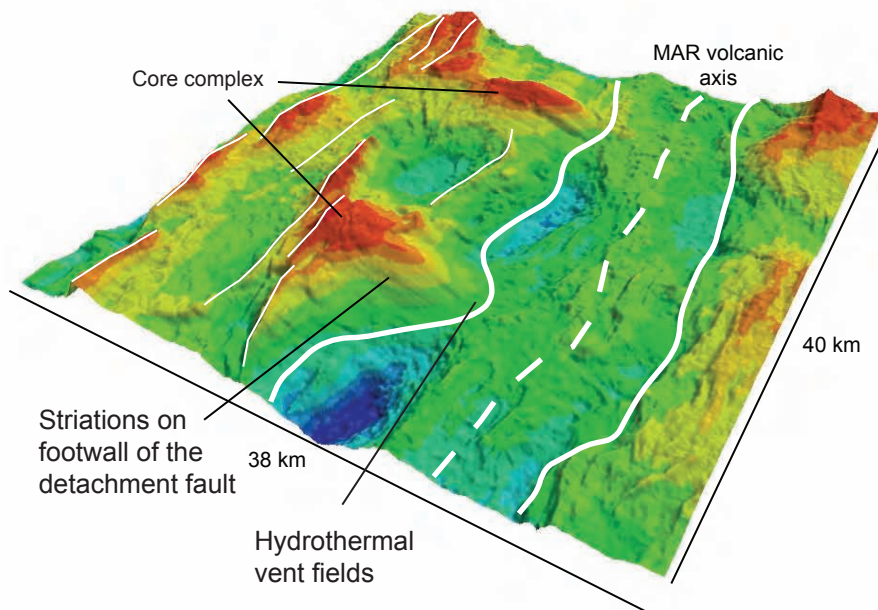 MAR volcanic
axis
Core complex
40 km
Striations on
footwall of the
detachment fault
38 km
Hydrothermal
vent fields